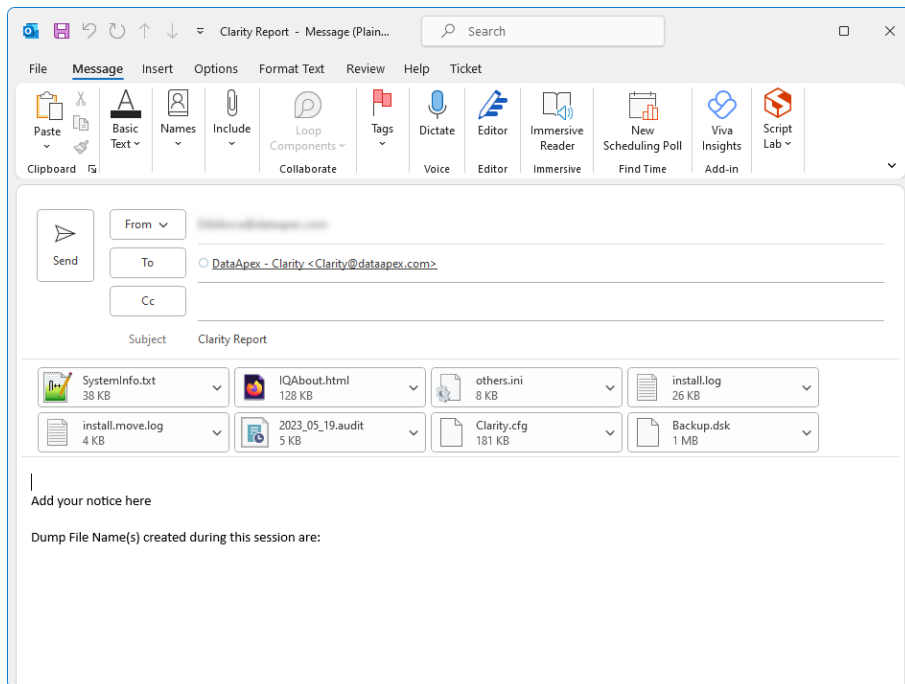 Clarity Report - Message (Plain...
Search
File Message Insert Options Format Text Review Help Ticket
Paste
Basic Text
Names
Include
Loop Components
Tags
Dictate
Editor
Immersive Reader
New Scheduling Poll
Viva Insights
Script Lab
Clipboard Collaborate Voice Editor Immersive Find Time Add-in
From
Send
To DataApex - Clarity <Clarity@dataapex.com>
Cc
Subject Clarity Report
SystemInfo.txt IQAbout.html others.ini install.log
38 KB 128 KB 8 KB 26 KB
install.move.log 2023_05_19.audit Clarity.cfg Backup.dsk
4 KB 5 KB 181 KB 1 MB
Add your notice here
Dump File Name(s) created during this session are: